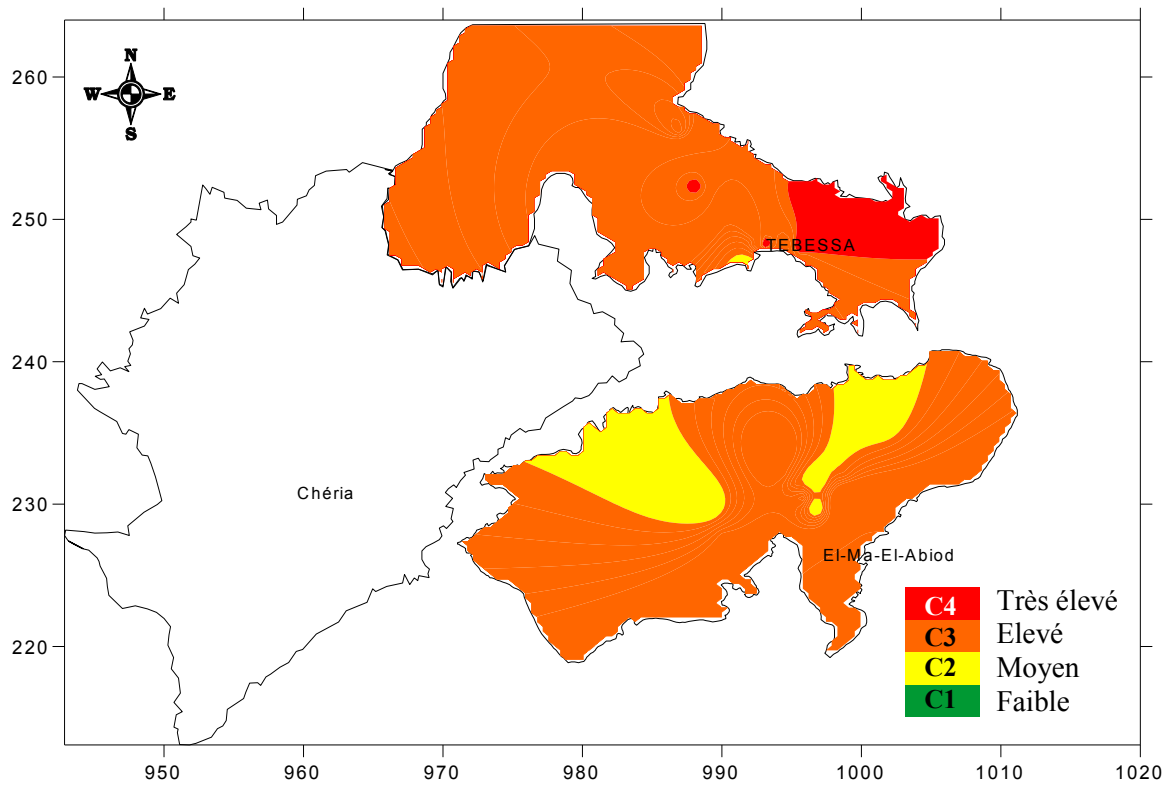 260
250
240
230
220
N
W E
S
TEBESSA
Chéria
El-Ma-El-Abiod
C4 Très élevé
C3 Elevé
C2 Moyen
C1 Faible
950 960 970 980 990 1000 1010 1020